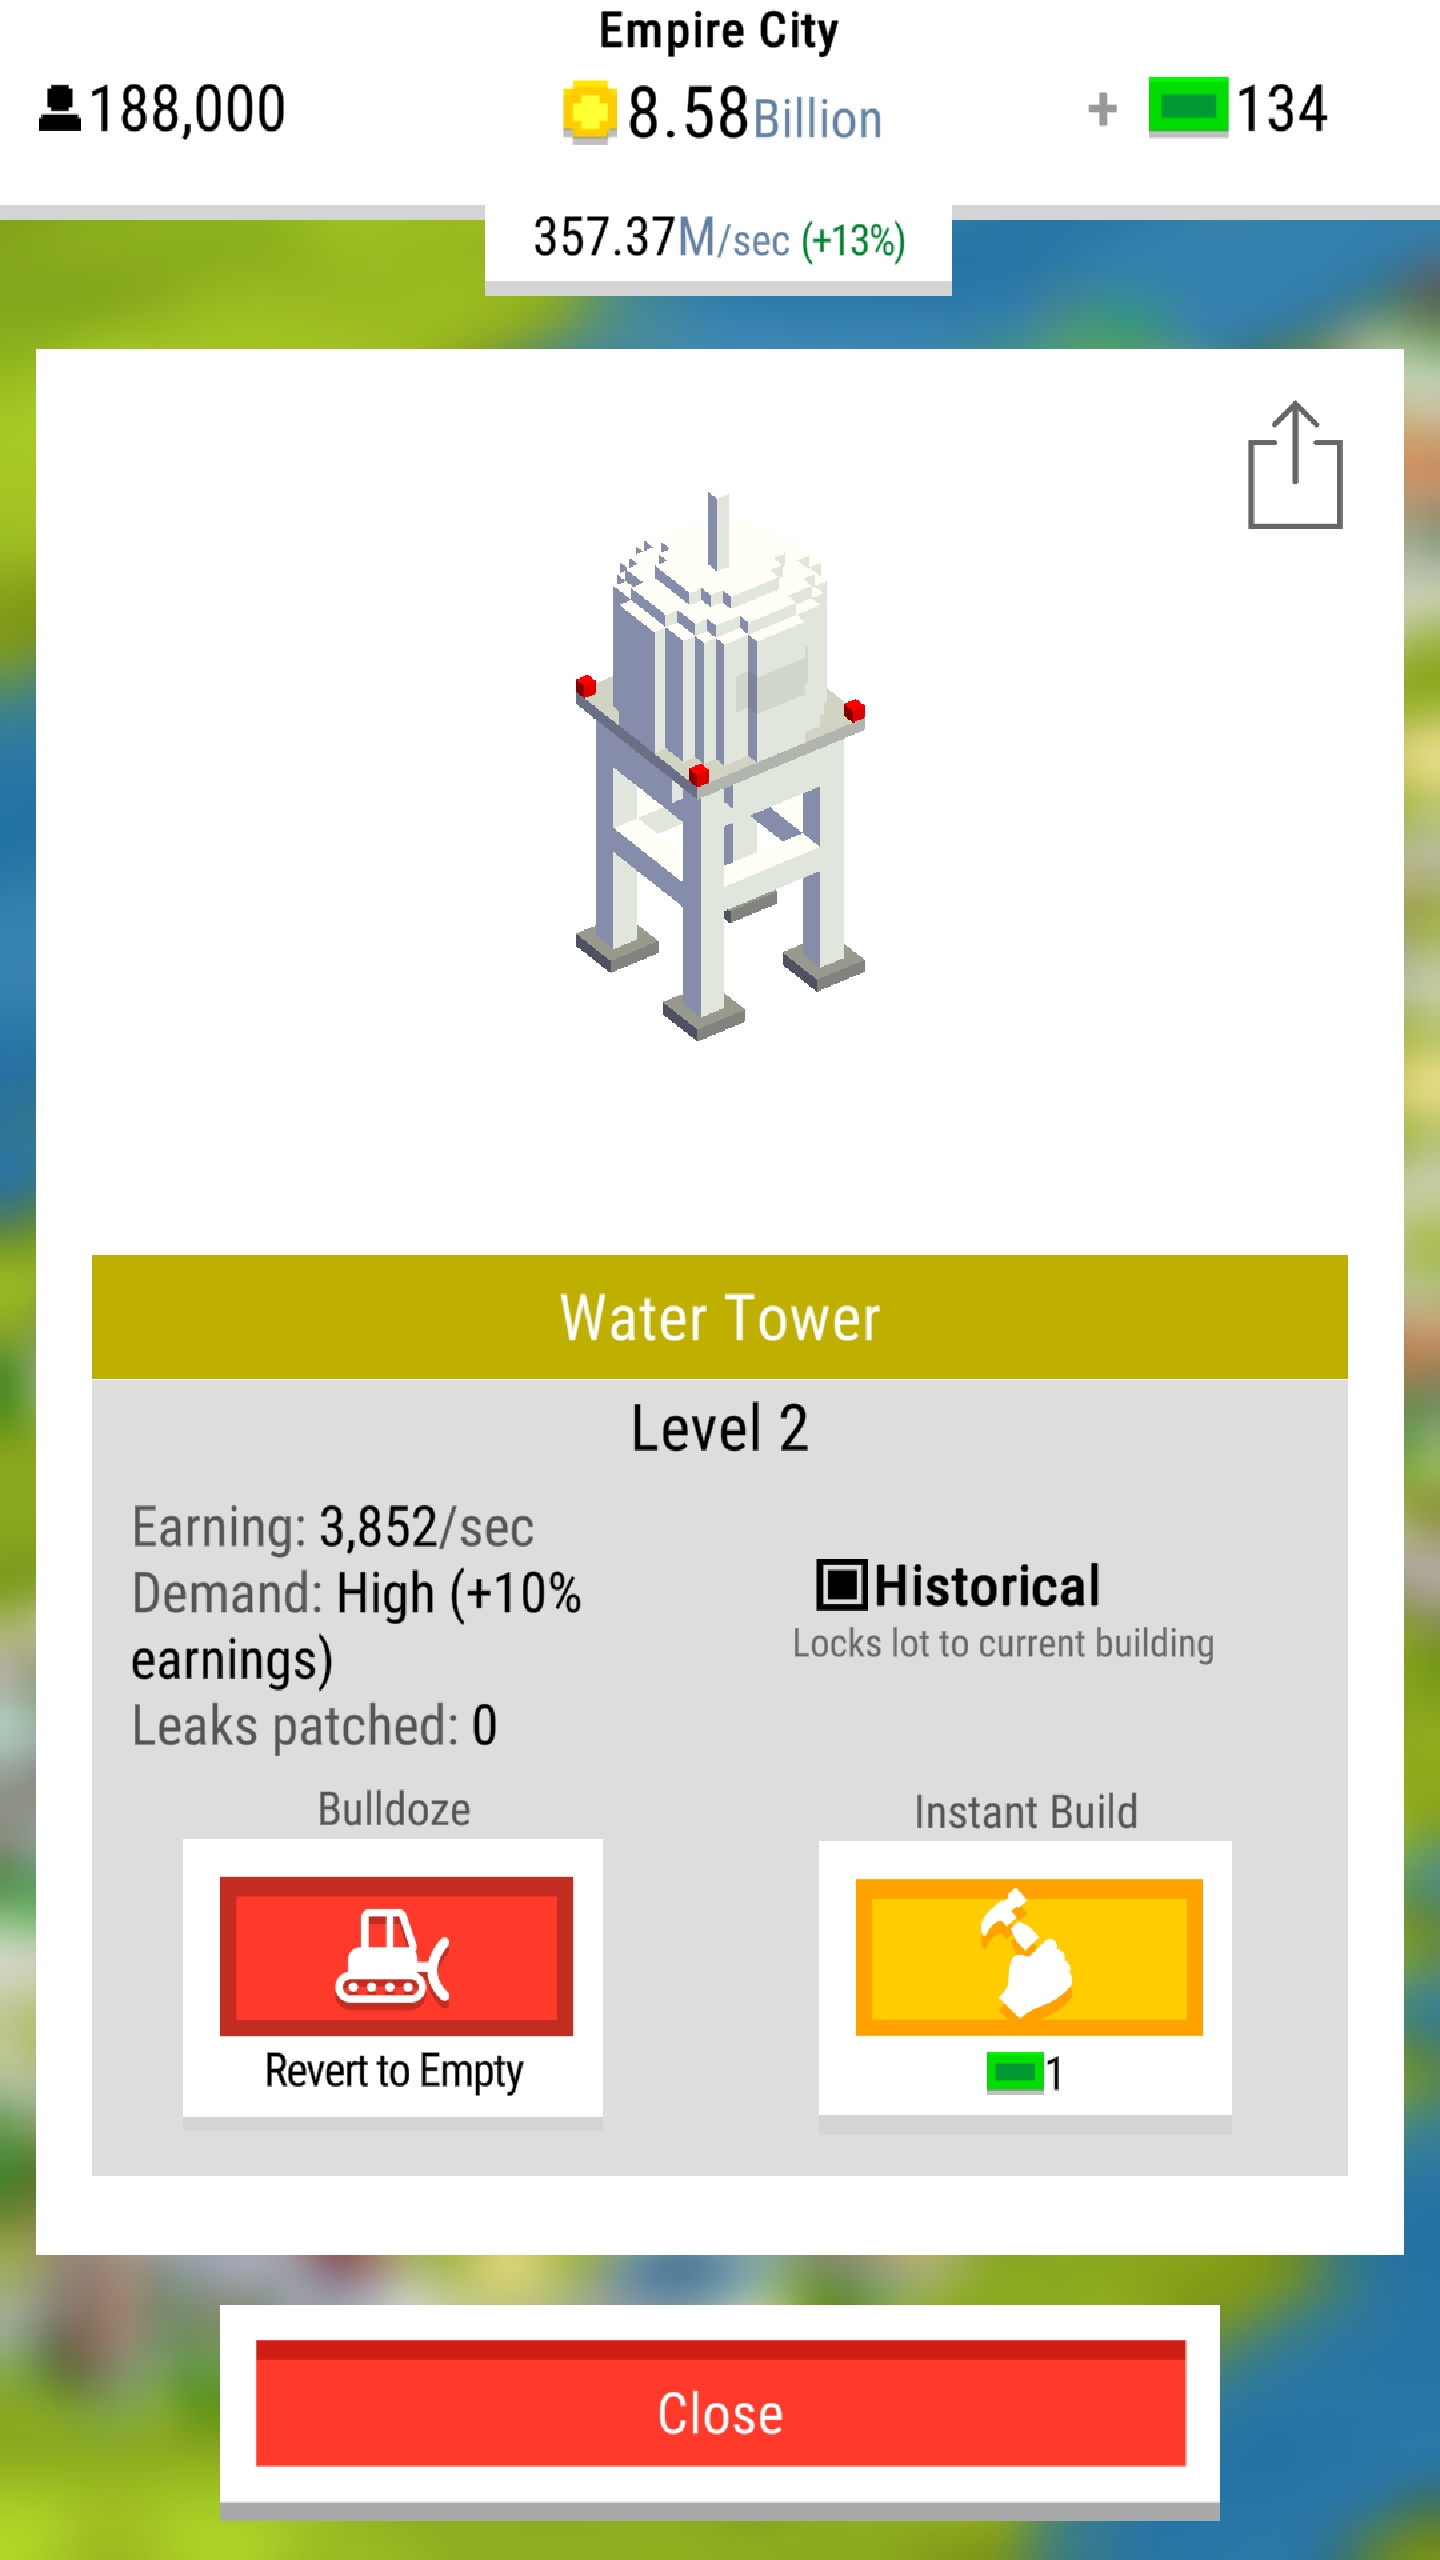 Empire City
188,000
8.58Billion
+ 134
357.37M/sec (+13%)
Water Tower
Level 2
Earning: 3,852/sec
Demand: High (+10%
earnings)
Leaks patched: 0
Historical
Locks lot to current building
Bulldoze
Revert to Empty
Instant Build
1
Close